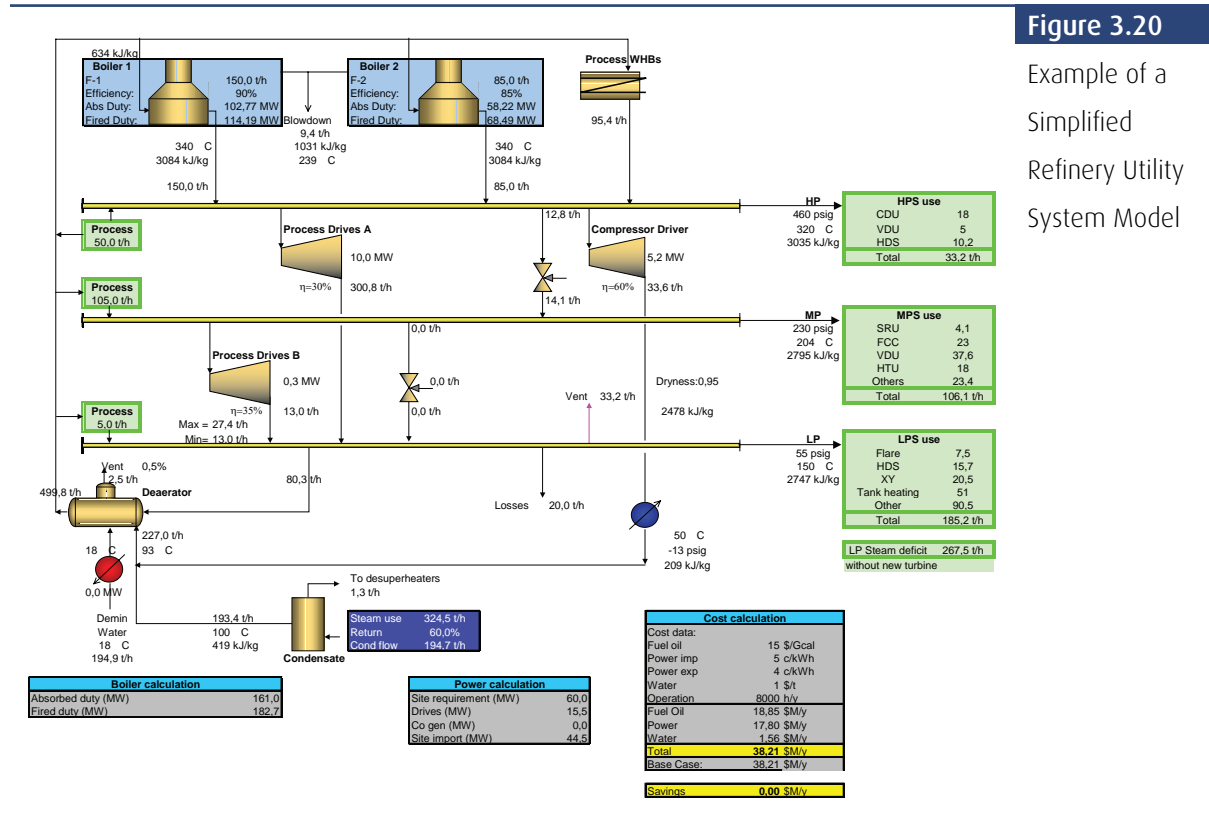 Figure 3.20
Example of a
Simplified
Refinery Utility
System Model
634 kJ/kg
Boiler 1
F-1 150,0 t/h
Efficiency: 90%
Abs Duty: 102,77 MW
Fired Duty: 114,19 MW
Blowdown
9,4 t/h
1031 kJ/kg
239 C
Boiler 2
F-2 85,0 t/h
Efficiency: 85%
Abs Duty: 58,22 MW
Fired Duty: 68,49 MW
Process WHBs
95,4 t/h
340 C
3084 kJ/kg
150,0 t/h
340 C
3084 kJ/kg
85,0 t/h
HP
460 psig
320 C
3035 kJ/kg
HPS use
CDU 18
VDU 5
HDS 10,2
Total 33,2 t/h
Process
50,0 t/h
Process Drives A
10,0 MW
η=30% 300,8 t/h
12,8 t/h
14,1 t/h
Compressor Driver
5,2 MW
η=60% 33,6 t/h
Process
105,0 t/h
MP
230 psig
204 C
2795 kJ/kg
MPS use
SRU 4,1
FCC 23
VDU 37,6
HTU 18
Others 23,4
Total 106,1 t/h
Process Drives B
0,3 MW
η=35% 13,0 t/h
Max = 27,4 t/h
Min= 13,0 t/h
0,0 t/h
0,0 t/h
0,0 t/h
Vent 33,2 t/h
Dryness:0,95
2478 kJ/kg
Process
5,0 t/h
LP
55 psig
150 C
2747 kJ/kg
LPS use
Flare 7,5
HDS 15,7
XY 20,5
Tank heating 51
Other 90,5
Total 185,2 t/h
LP Steam deficit 267,5 t/h
without new turbine
Vent 0,5%
2,5 t/h
499,8 t/h
Deaerator
80,3 t/h
Losses 20,0 t/h
227,0 t/h
18 C 93 C
0,0 MW
50 C
-13 psig
209 kJ/kg
Demin
Water
18 C
194,9 t/h
193,4 t/h
100 C
419 kJ/kg
To desuperheaters
1,3 t/h
Condensate
Steam use 324,5 t/h
Return 60,0%
Cond flow 194,7 t/h
Boiler calculation
Absorbed duty (MW) 161,0
Fired duty (MW) 182,7
Power calculation
Site requirement (MW) 60,0
Drives (MW) 15,5
Co gen (MW) 0,0
Site import (MW) 44,5
Cost calculation
Cost data:
Fuel oil 15 $/Gcal
Power imp 5 c/kWh
Power exp 4 c/kWh
Water 1 $/t
Operation 8000 h/y
Fuel Oil 18,85 $M/y
Power 17,80 $M/y
Water 1,56 $M/y
Total 38,21 $M/y
Base Case: 38,21 $M/y
Savings 0,00 $M/y